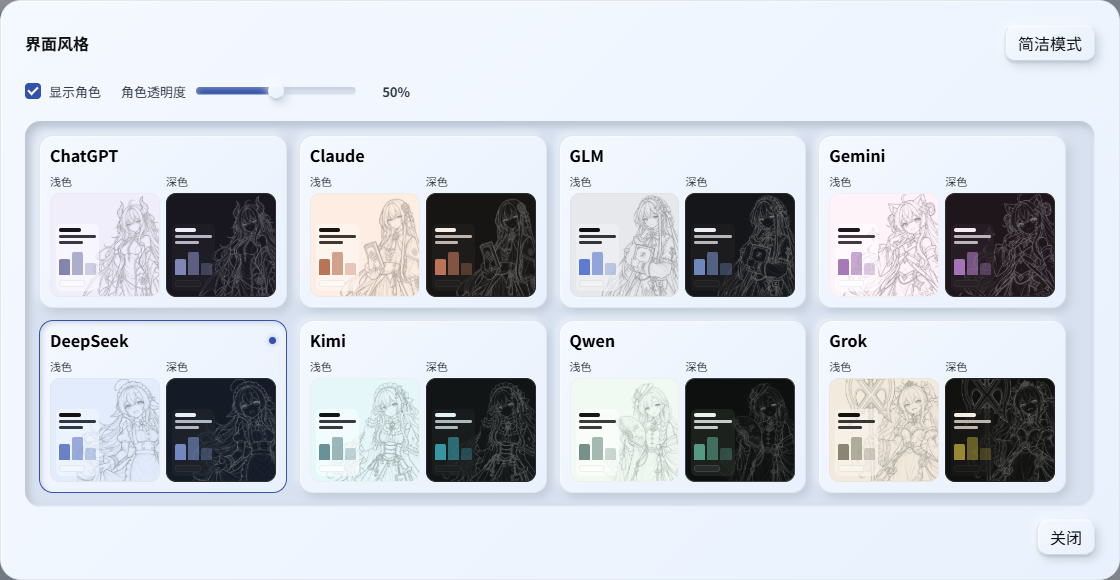 界面风格
简洁模式
显示角色 角色透明度 50%
ChatGPT
浅色 深色
Claude
浅色 深色
GLM
浅色 深色
Gemini
浅色 深色
DeepSeek
浅色 深色
Kimi
浅色 深色
Qwen
浅色 深色
Grok
浅色 深色
关闭